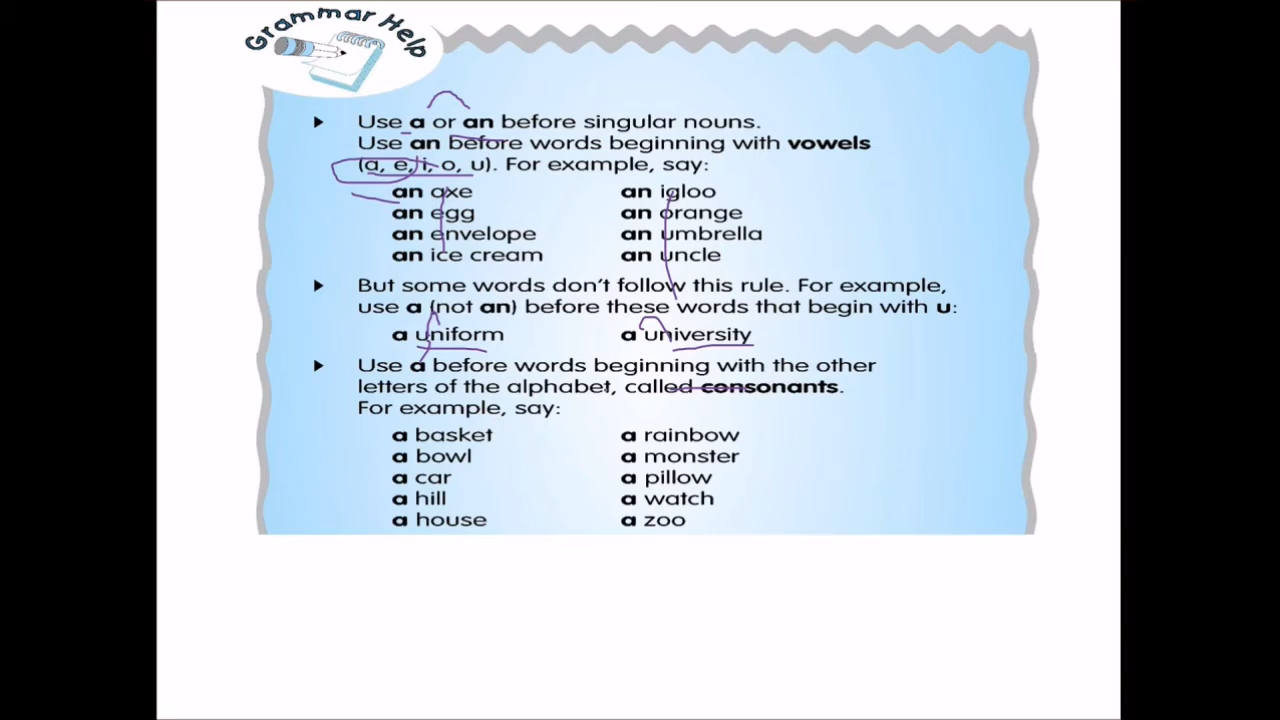 Grammar Help
Use a or an before singular nouns.
Use an before words beginning with vowels
(a, e, i, o, u). For example, say:
an axe an igloo
an egg an orange
an envelope an umbrella
an ice cream an uncle
But some words don't follow this rule. For example,
use a (not an) before these words that begin with u:
a uniform a university
Use a before words beginning with the other
letters of the alphabet, called consonants.
For example, say:
a basket a rainbow
a bowl a monster
a car a pillow
a hill a watch
a house a zoo